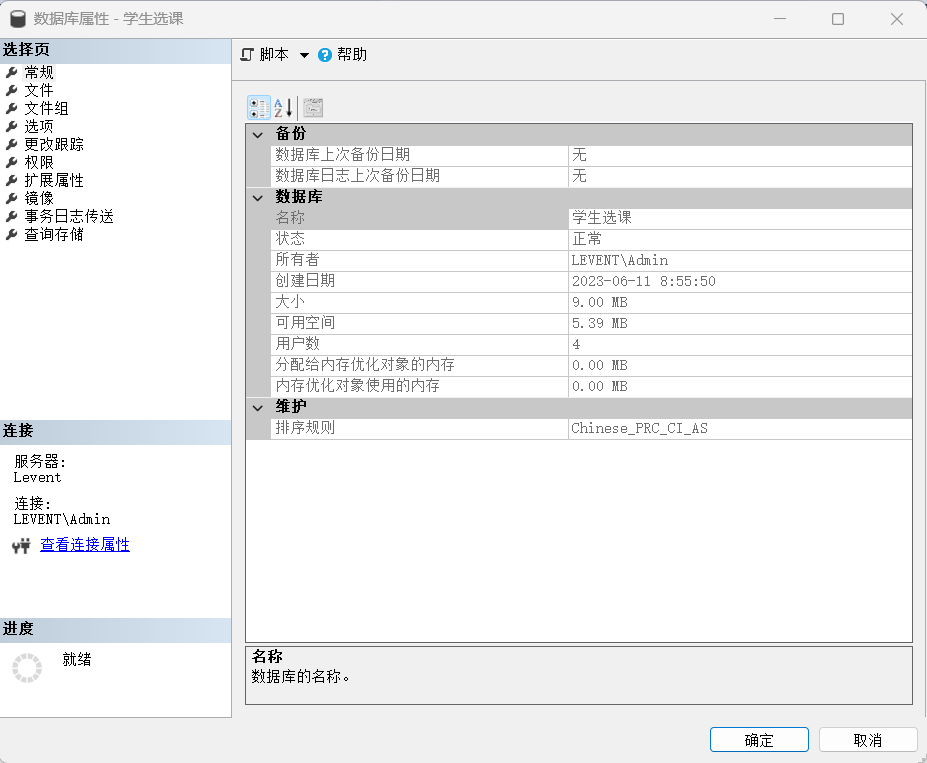 数据库属性 - 学生选课
选择页
常规
文件
文件组
选项
更改跟踪
权限
扩展属性
镜像
事务日志传送
查询存储
连接
服务器:
Levent
连接:
LEVENT\Admin
查看连接属性
进度
就绪
脚本 ? 帮助
A Z
备份
数据库上次备份日期 无
数据库日志上次备份日期 无
数据库
名称 学生选课
状态 正常
所有者 LEVENT\Admin
创建日期 2023-06-11 8:55:50
大小 9.00 MB
可用空间 5.39 MB
用户数 4
分配给内存优化对象的内存 0.00 MB
内存优化对象使用的内存 0.00 MB
维护
排序规则 Chinese_PRC_CI_AS
名称
数据库的名称。
确定 取消